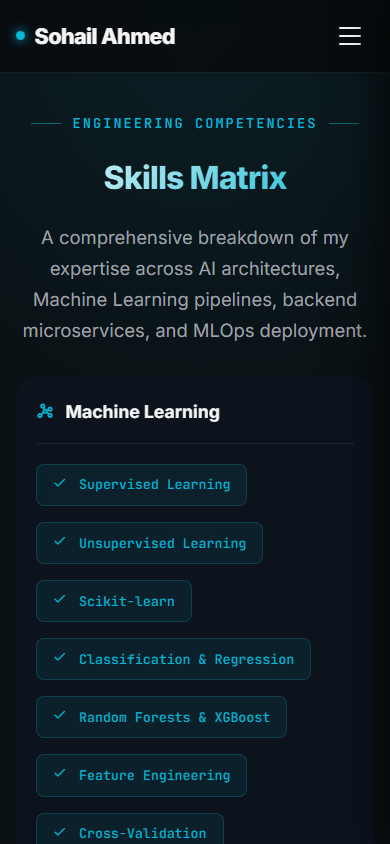 Sohail Ahmed
ENGINEERING COMPETENCIES
Skills Matrix
A comprehensive breakdown of my
expertise across AI architectures,
Machine Learning pipelines, backend
microservices, and MLOps deployment.
Machine Learning
Supervised Learning
Unsupervised Learning
Scikit-learn
Classification & Regression
Random Forests & XGBoost
Feature Engineering
Cross-Validation